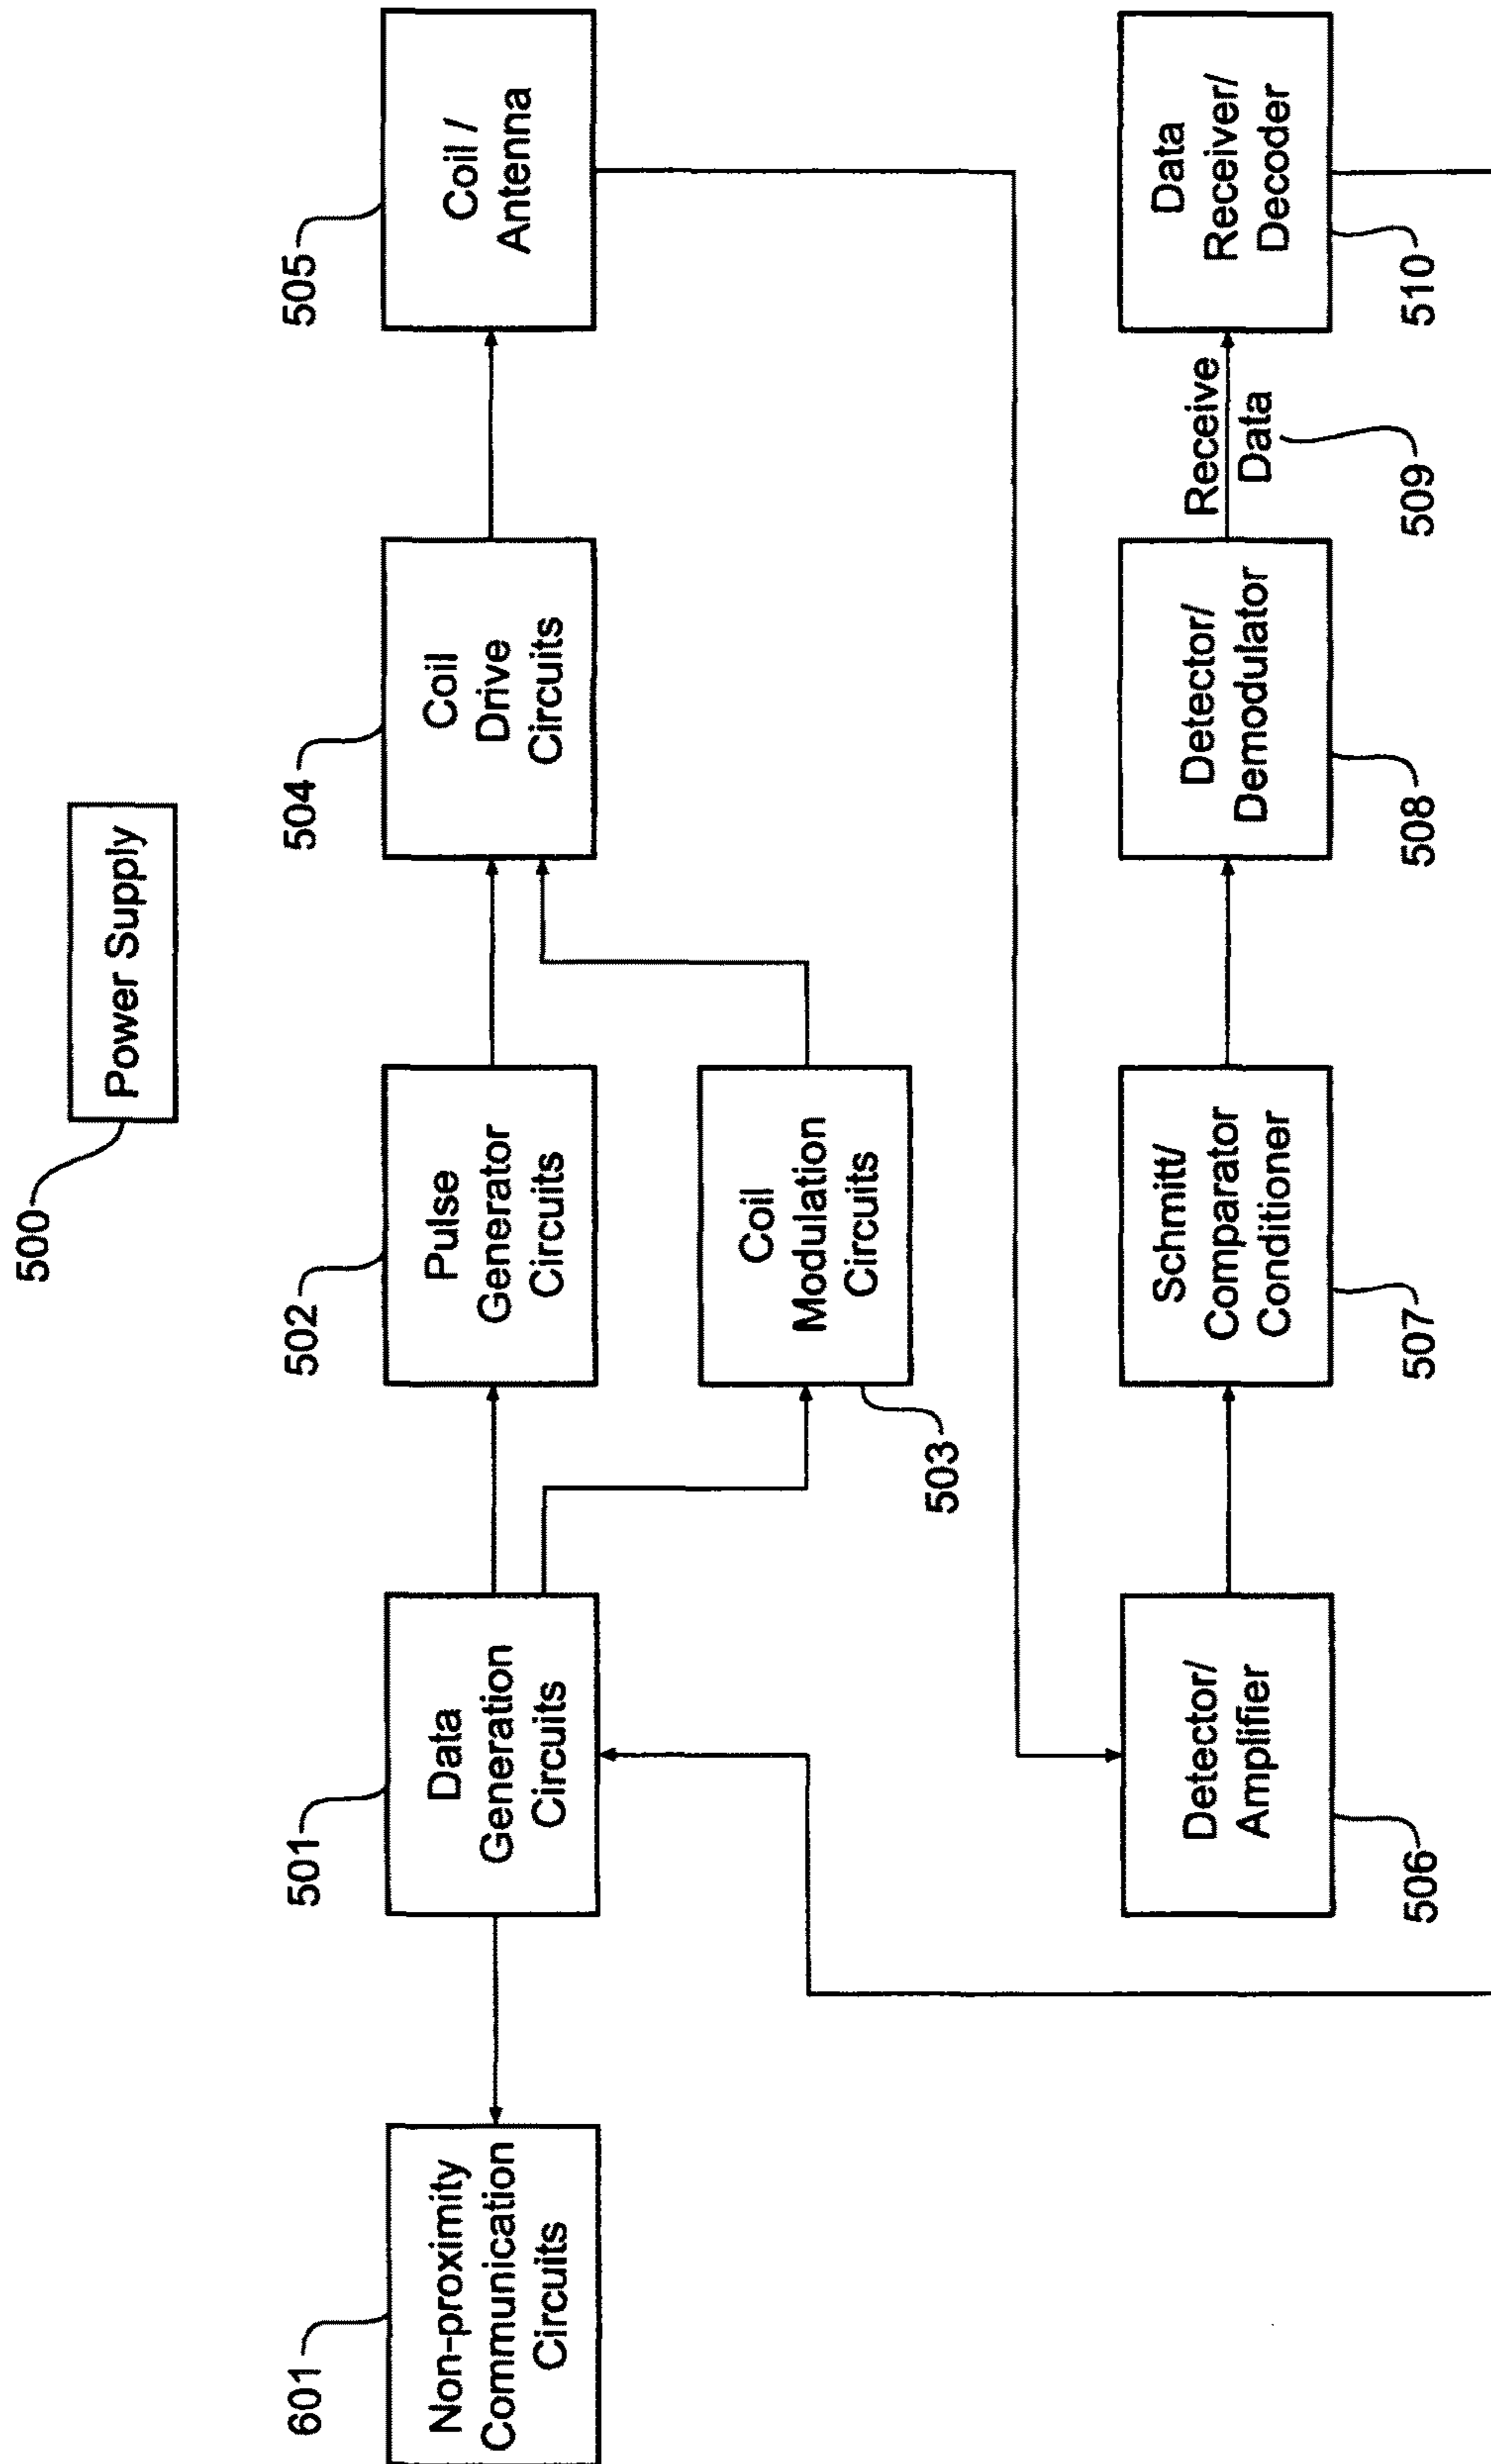 500
Power Supply
601
Non-proximity
Communication
Circuits
501
Data
Generation
Circuits
502
Pulse
Generator
Circuits
504
Coil
Drive
Circuits
505
Coil /
Antenna
Coil
Modulation
Circuits
503
Detector/
Amplifier
506
Schmitt/
Comparator
Conditioner
507
Detector/
Demodulator
508
Receive
Data
509
Data
Receiver/
Decoder
510